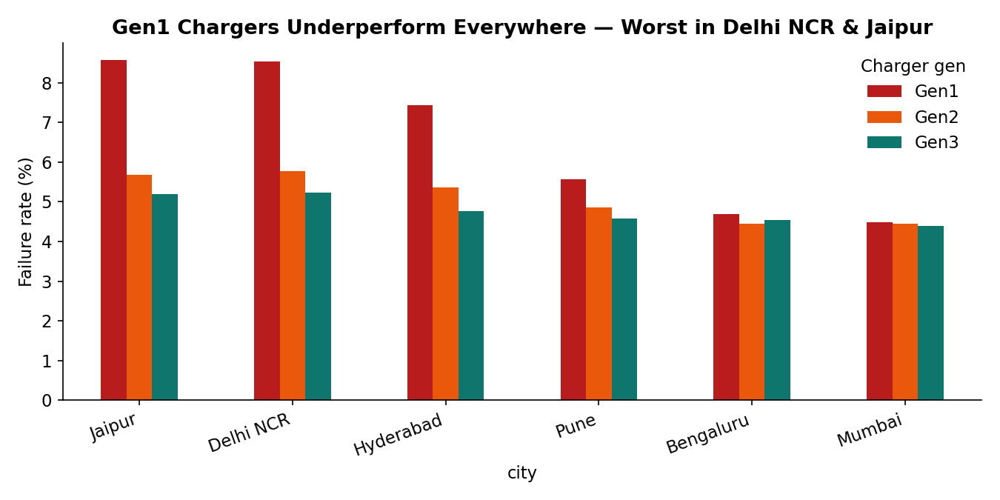 Gen1 Chargers Underperform Everywhere — Worst in Delhi NCR & Jaipur
Charger gen
Gen1
Gen2
Gen3
Failure rate (%)
8
7
6
5
4
3
2
1
0
Jaipur
Delhi NCR
Hyderabad
Pune
Bengaluru
Mumbai
city